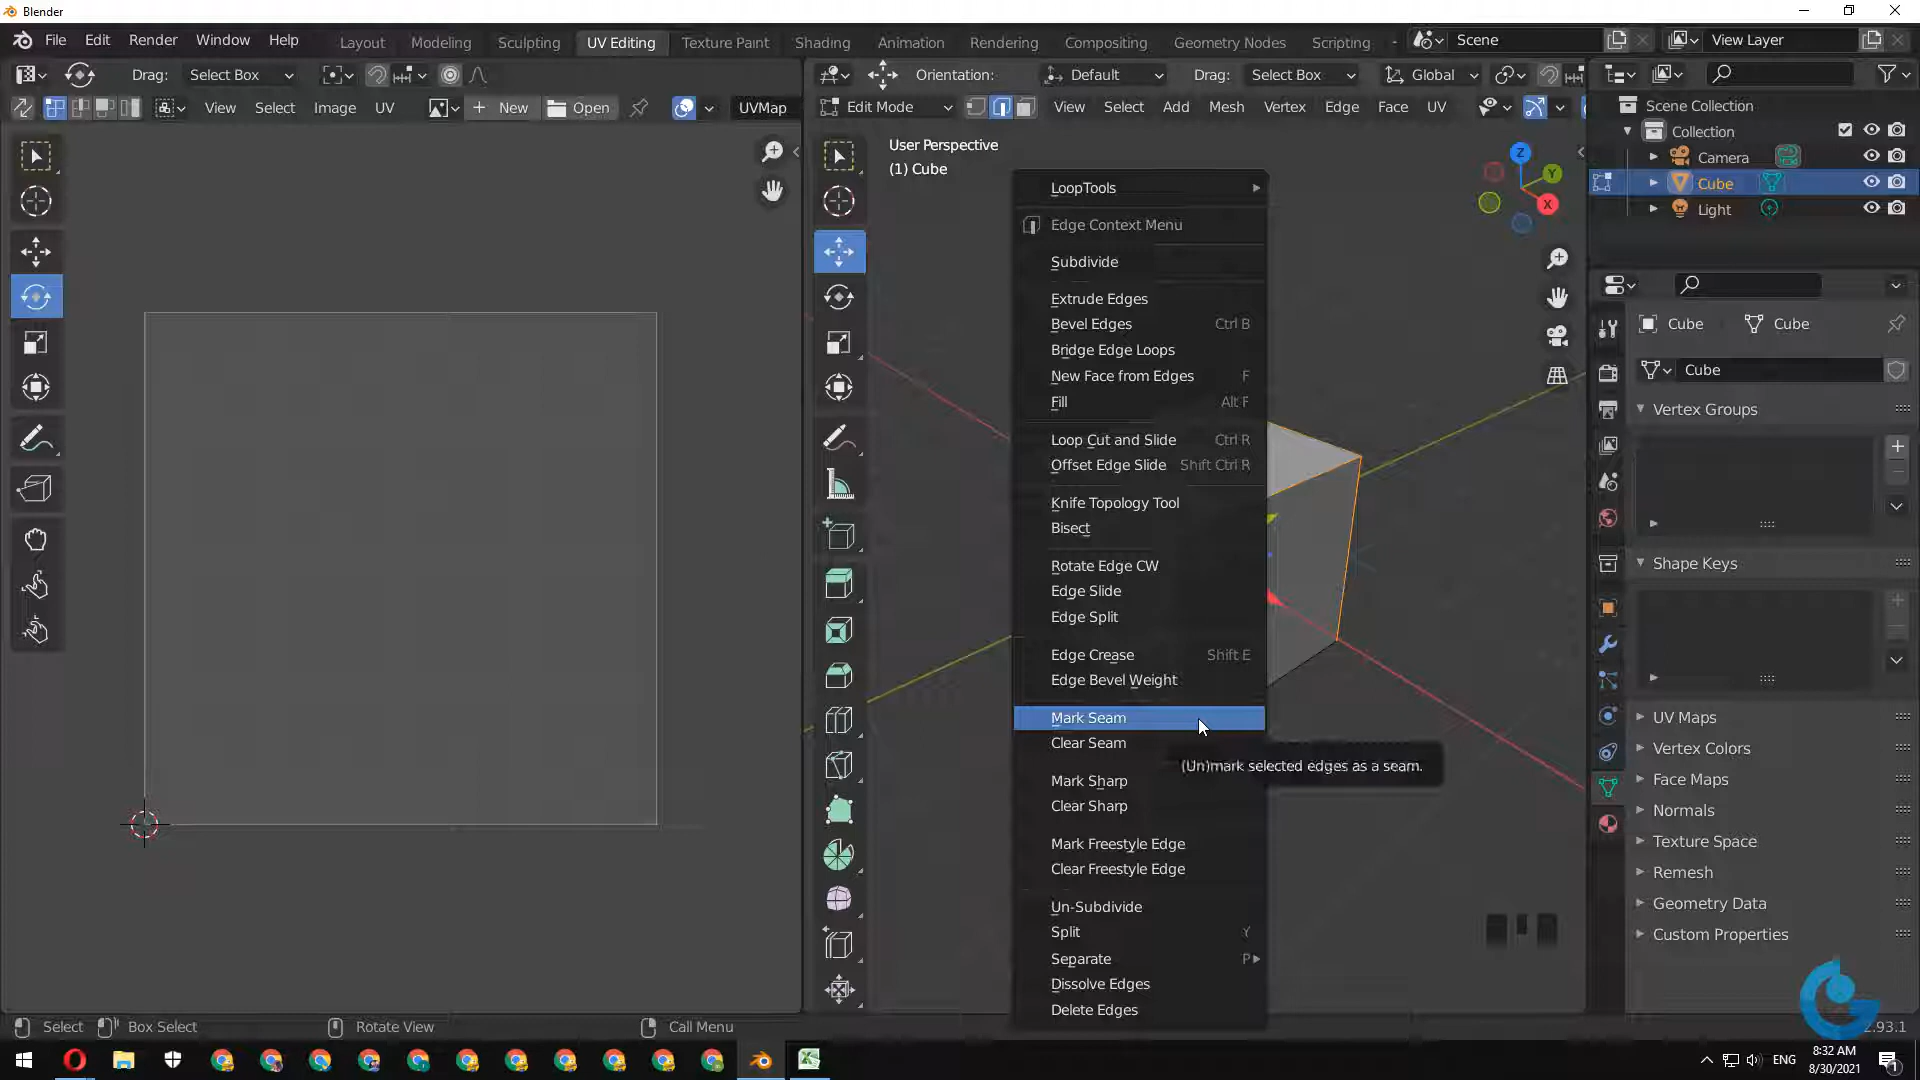 Blender
File Edit Render Window Help
Layout Modeling Sculpting UV Editing Texture Paint Shading Animation Rendering Compositing Geometry Nodes Scripting
Scene
View Layer
Drag: Select Box
Orientation: Default Drag: Select Box Global
View Select Image UV
New Open
UVMap
Edit Mode
View Select Add Mesh Vertex Edge Face UV
User Perspective
(1) Cube
LoopTools
Edge Context Menu
Subdivide
Extrude Edges
Bevel Edges Ctrl B
Bridge Edge Loops
New Face from Edges F
Fill Alt F
Loop Cut and Slide Ctrl R
Offset Edge Slide Shift Ctrl R
Knife Topology Tool
Bisect
Rotate Edge CW
Edge Slide
Edge Split
Edge Crease Shift E
Edge Bevel Weight
Mark Seam
Clear Seam
(Un)mark selected edges as a seam.
Mark Sharp
Clear Sharp
Mark Freestyle Edge
Clear Freestyle Edge
Un-Subdivide
Split Y
Separate P
Dissolve Edges
Delete Edges
Z
Y
X
Scene Collection
Collection
Camera
Cube
Light
Cube Cube
Cube
Vertex Groups
Shape Keys
UV Maps
Vertex Colors
Face Maps
Normals
Texture Space
Remesh
Geometry Data
Custom Properties
Select Box Select Rotate View Call Menu
2.93.1
ENG
8:32 AM
8/30/2021
1